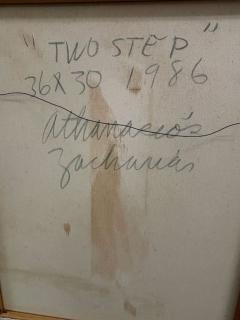 "TWO STEP"
36X30 1986
Athanasios
Zacharias